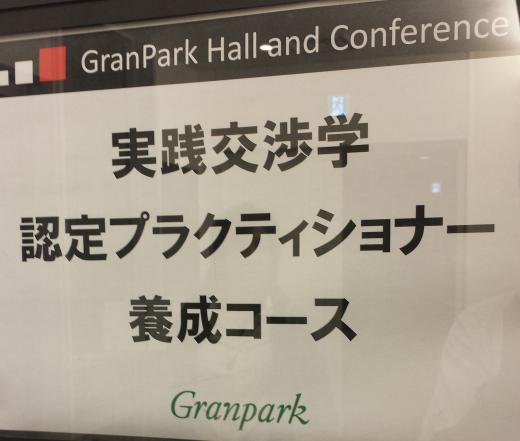 GranPark Hall and Conference
実践交渉学
認定プラクティショナー
養成コース
Granpark